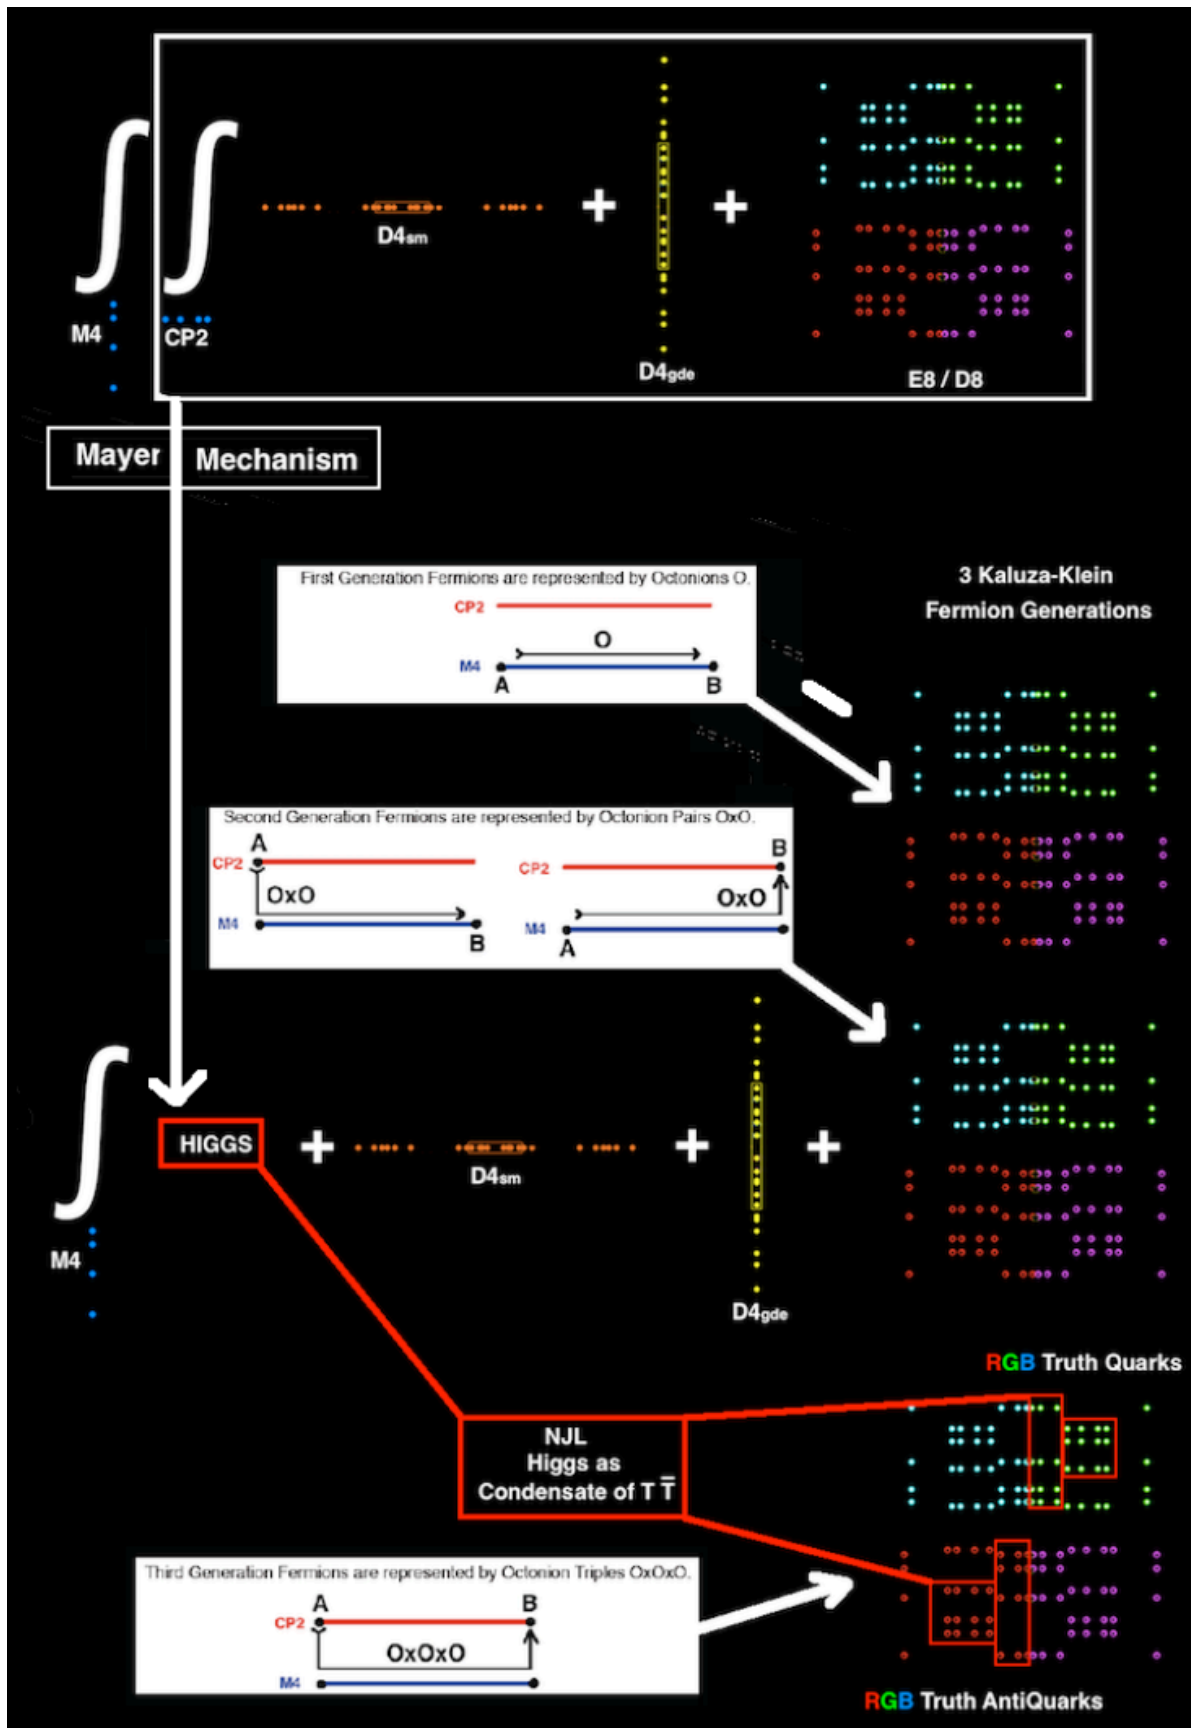 ∫
∫
D4sm
+
D4gde
+
E8 / D8
M4
CP2
Mayer Mechanism
3 Kaluza-Klein
Fermion Generations
First Generation Fermions are represented by Octonions O.
CP2
O
M4
A
B
Second Generation Fermions are represented by Octonion Pairs OxO.
A
CP2
OxO
M4
B
B
CP2
OxO
M4
A
∫
M4
HIGGS
+
D4sm
+
D4gde
+
RGB Truth Quarks
NJL
Higgs as
Condensate of T T̅
Third Generation Fermions are represented by Octonion Triples OxOxO.
A
B
CP2
OxOxO
M4
RGB Truth AntiQuarks